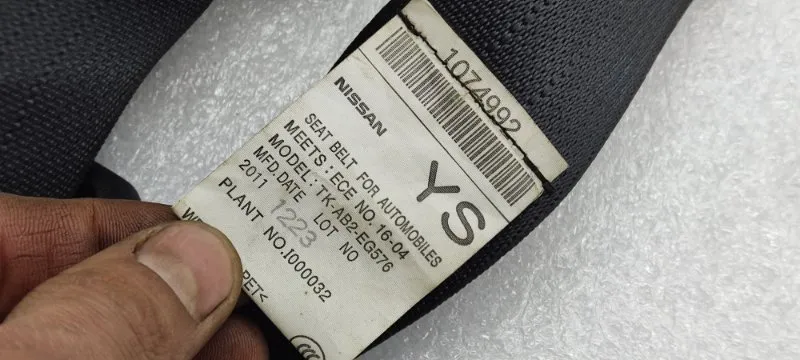 1074992
NISSAN
YS
SEAT BELT FOR AUTOMOBILES
MEETS : ECE NO. 16-04
MODEL : TK-AB2-EG576
MFD.DATE LOT NO
2011 1223
PLANT NO.I000032
PET<